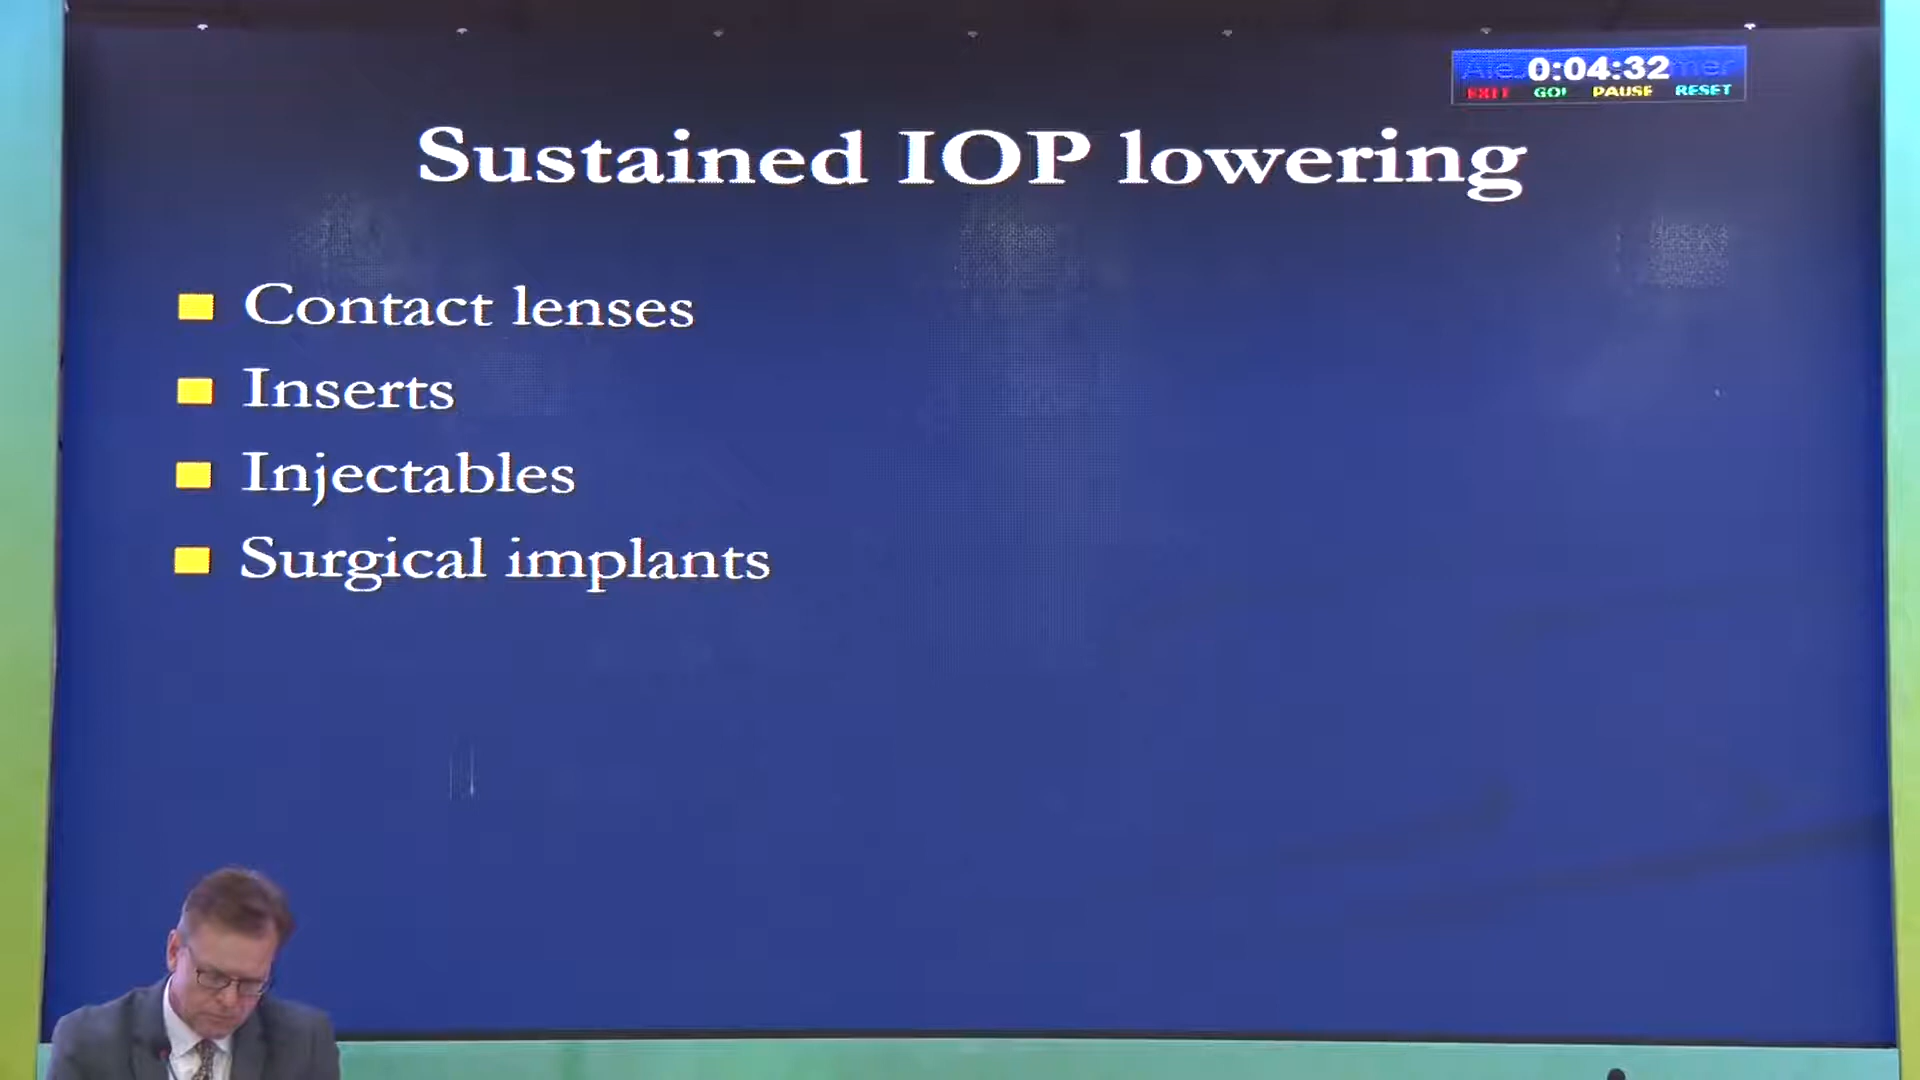 0:04:32
EXIT GO! PAUSE RESET
Sustained IOP lowering
Contact lenses
Inserts
Injectables
Surgical implants